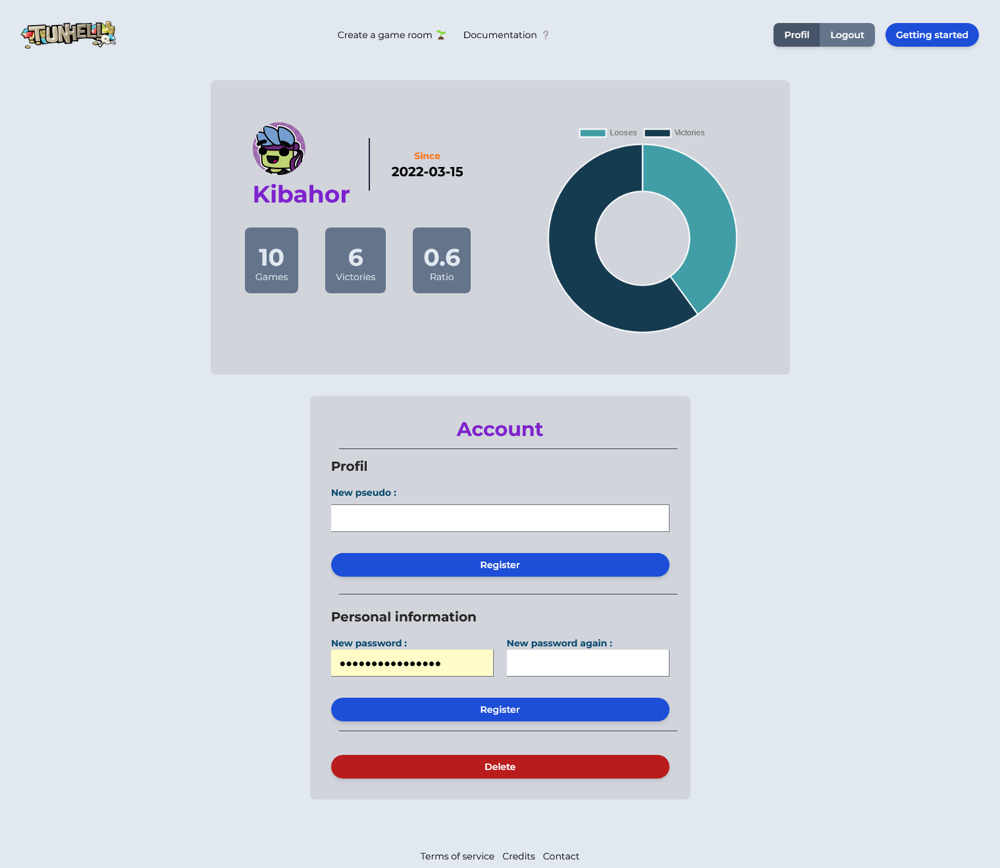 TUNHELL
Create a game room
Documentation ❔
Profil
Logout
Getting started
Kibahor
Since
2022-03-15
10
Games
6
Victories
0.6
Ratio
Looses
Victories
Account
Profil
New pseudo :
Register
Personal information
New password :
New password again :
••••••••••••••••
Register
Delete
Terms of service
Credits
Contact